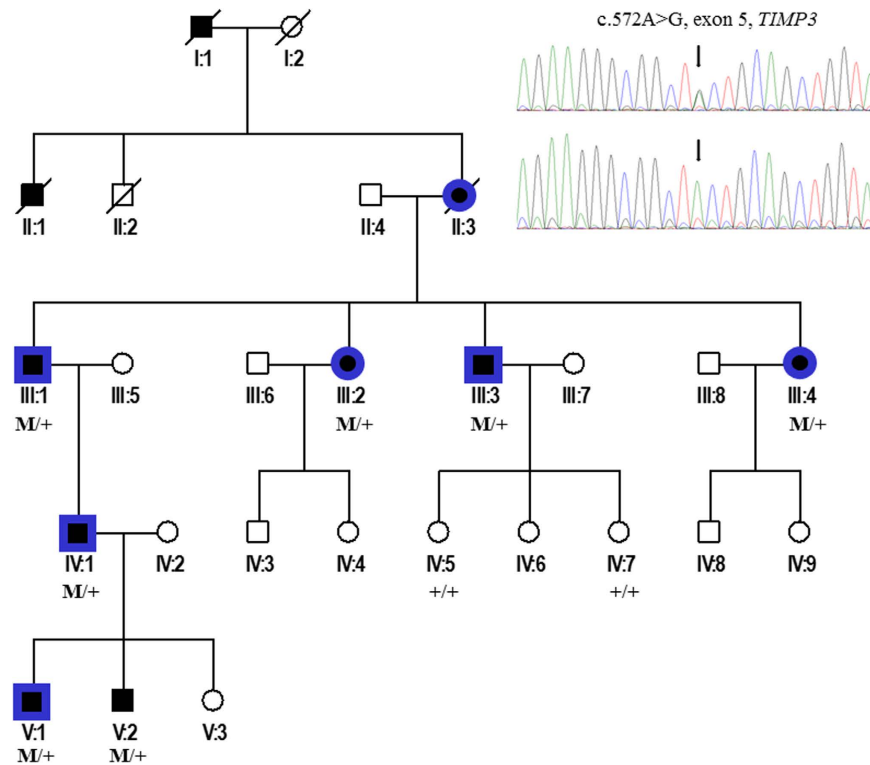 c.572A>G, exon 5, TIMP3
I:1 I:2
II:1 II:2 II:4 II:3
III:1 III:5 III:6 III:2 III:3 III:7 III:8 III:4
M/+ M/+ M/+ M/+
IV:1 IV:2 IV:3 IV:4 IV:5 IV:6 IV:7 IV:8 IV:9
M/+ +/+ +/+
V:1 V:2 V:3
M/+ M/+